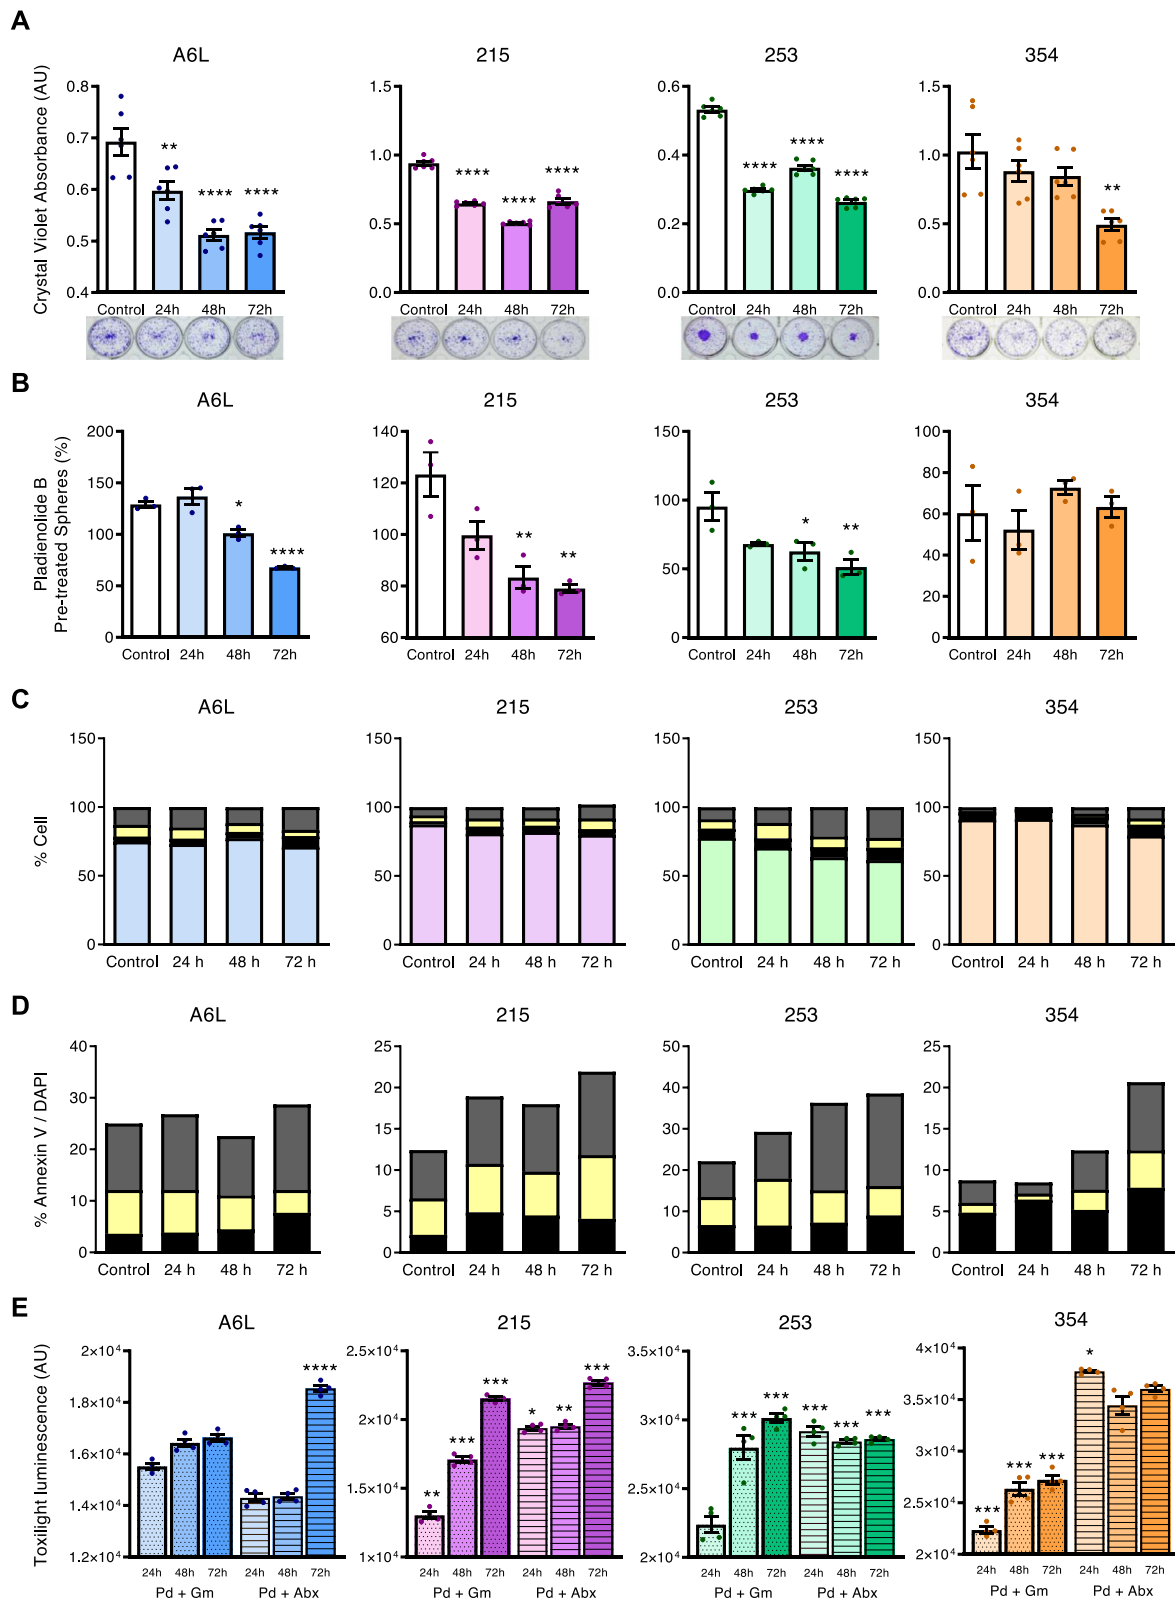 A
A6L 215 253 354
Crystal Violet Absorbance (AU)
0.8 1.5 0.6 1.5
0.7
** **** **** ****
1.0 **** **** **** 0.4 **** **** **** 1.0
0.6 **
0.5 0.5 0.2 0.5
0.4 0.0 0.0 0.0
Control 24h 48h 72h Control 24h 48h 72h Control 24h 48h 72h Control 24h 48h 72h
B
A6L 215 253 354
Pladienolide B
Pre-treated Spheres (%)
200 140 150 100
150 120 80
100 * **** 100 ** ** 100 * ** 60
50 80 50 40
20
0 60 0 0
Control 24h 48h 72h Control 24h 48h 72h Control 24h 48h 72h Control 24h 48h 72h
C
A6L 215 253 354
% Cell
150 150 150 150
100 100 100 100
50 50 50 50
0 0 0 0
Control 24 h 48 h 72 h Control 24 h 48 h 72 h Control 24 h 48 h 72 h Control 24 h 48 h 72 h
D
A6L 215 253 354
% Annexin V / DAPI
40 25 50 25
30 20 40 20
20 15 30 15
10 10 20 10
5 10 5
0 0 0 0
Control 24 h 48 h 72 h Control 24 h 48 h 72 h Control 24 h 48 h 72 h Control 24 h 48 h 72 h
E
A6L 215 253 354
Toxilight luminescence (AU)
2×10⁴ 2.5×10⁴ 3.5×10⁴ 4×10⁴
1.8×10⁴ 2×10⁴ 3×10⁴ 3.5×10⁴
1.6×10⁴ 1.5×10⁴ 2.5×10⁴ 3×10⁴
1.4×10⁴ 2.5×10⁴
1.2×10⁴ 1×10⁴ 2×10⁴ 2×10⁴
****
** *** *** * ** ***
*** *** *** *** ***
*** *** *** *
24h 48h 72h 24h 48h 72h 24h 48h 72h 24h 48h 72h 24h 48h 72h 24h 48h 72h 24h 48h 72h 24h 48h 72h
Pd + Gm Pd + Abx Pd + Gm Pd + Abx Pd + Gm Pd + Abx Pd + Gm Pd + Abx